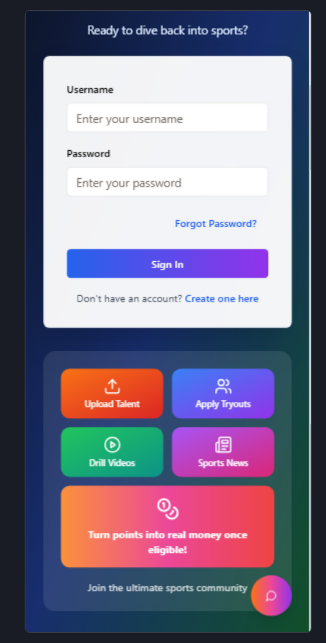 Ready to dive back into sports?
Username
Enter your username
Password
Enter your password
Forgot Password?
Sign In
Don't have an account? Create one here
Upload Talent
Apply Tryouts
Drill Videos
Sports News
Turn points into real money once
eligible!
Join the ultimate sports community